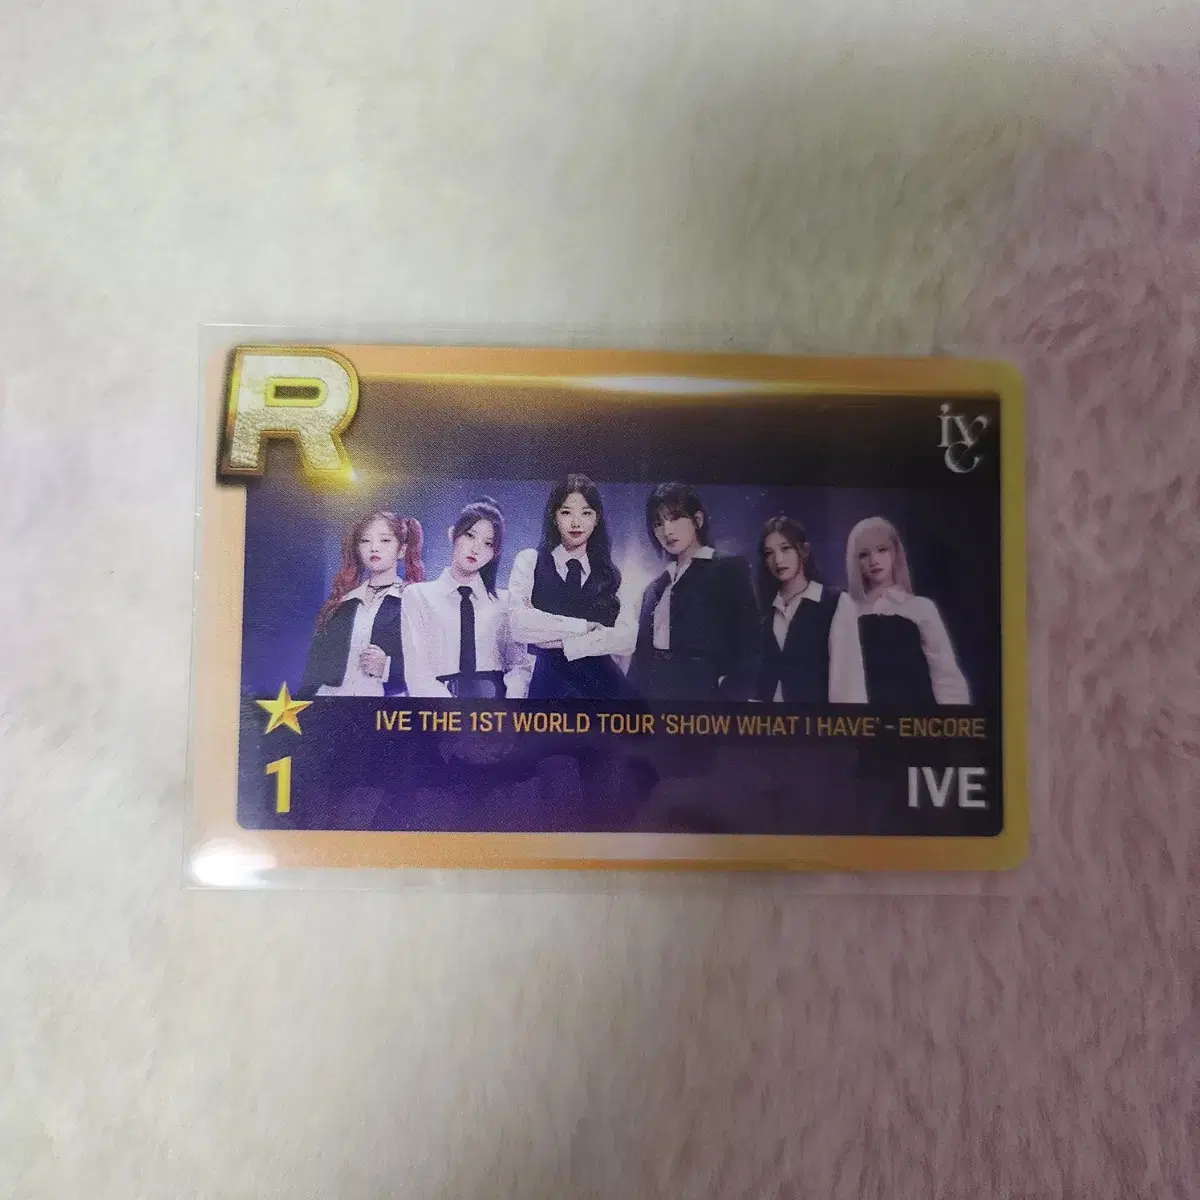 R
ive
IVE THE 1ST WORLD TOUR 'SHOW WHAT I HAVE' - ENCORE
1
IVE